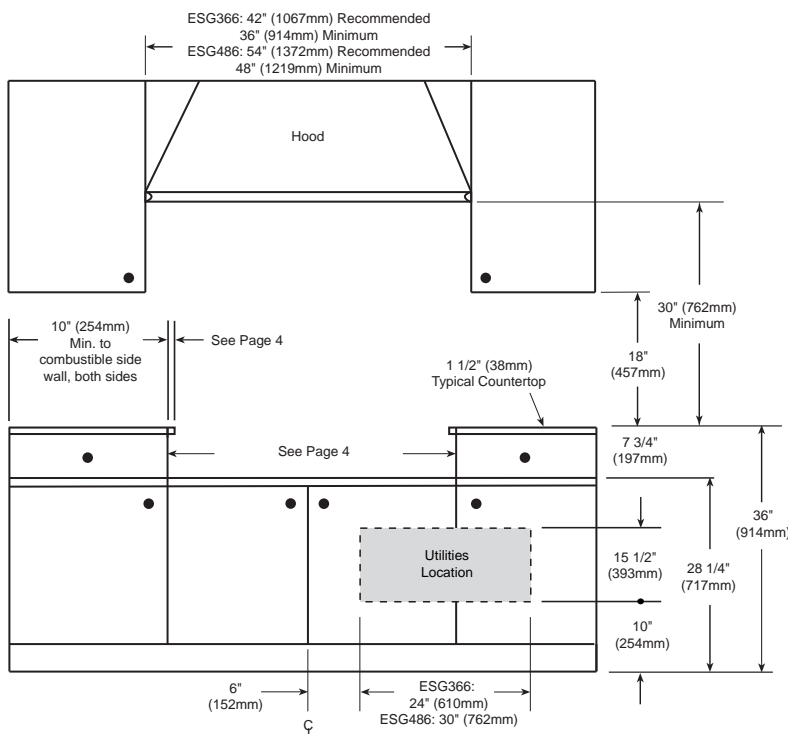 ESG366: 42" (1067mm) Recommended
36" (914mm) Minimum
ESG486: 54" (1372mm) Recommended
48" (1219mm) Minimum
Hood
10" (254mm)
Min. to
combustible side
wall, both sides
See Page 4
1 1/2" (38mm)
Typical Countertop
18"
(457mm)
30" (762mm)
Minimum
See Page 4
7 3/4"
(197mm)
36"
(914mm)
Utilities
Location
15 1/2"
(393mm)
28 1/4"
(717mm)
10"
(254mm)
6"
(152mm)
ESG366:
24" (610mm)
ESG486: 30" (762mm)
℄